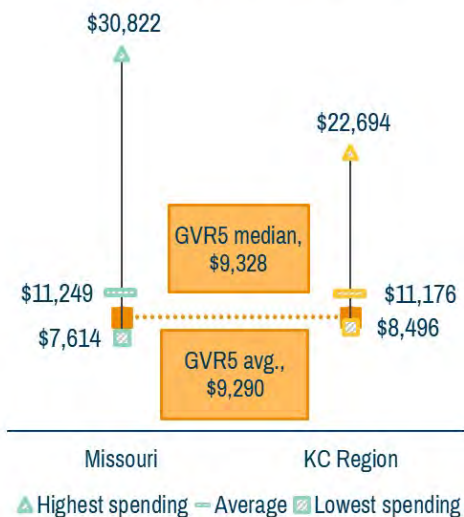 $30,822
$22,694
GVR5 median,
$9,328
$11,249
$11,176
$7,614
$8,496
GVR5 avg.,
$9,290
Missouri
KC Region
Highest spending
Average
Lowest spending